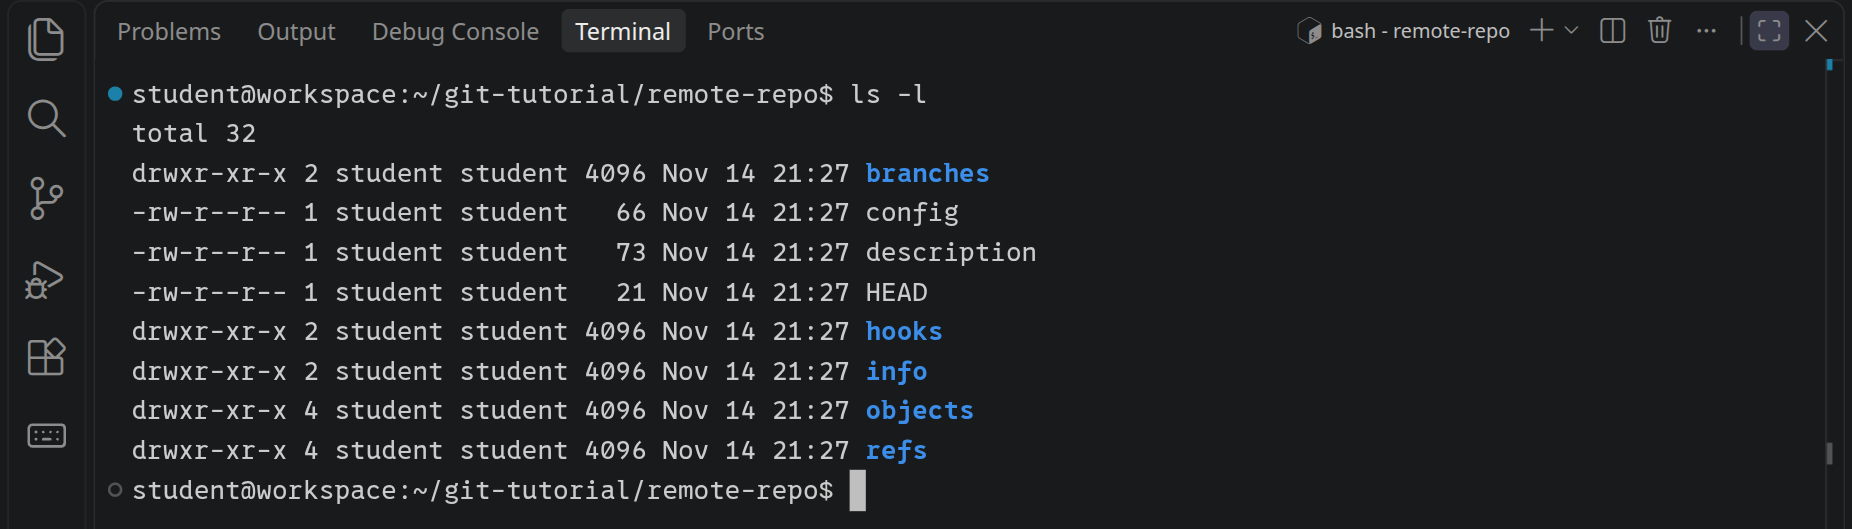 Problems Output Debug Console Terminal Ports bash - remote-repo
student@workspace:~/git-tutorial/remote-repo$ ls -l
total 32
drwxr-xr-x 2 student student 4096 Nov 14 21:27 branches
-rw-r--r-- 1 student student   66 Nov 14 21:27 config
-rw-r--r-- 1 student student   73 Nov 14 21:27 description
-rw-r--r-- 1 student student   21 Nov 14 21:27 HEAD
drwxr-xr-x 2 student student 4096 Nov 14 21:27 hooks
drwxr-xr-x 2 student student 4096 Nov 14 21:27 info
drwxr-xr-x 4 student student 4096 Nov 14 21:27 objects
drwxr-xr-x 4 student student 4096 Nov 14 21:27 refs
student@workspace:~/git-tutorial/remote-repo$